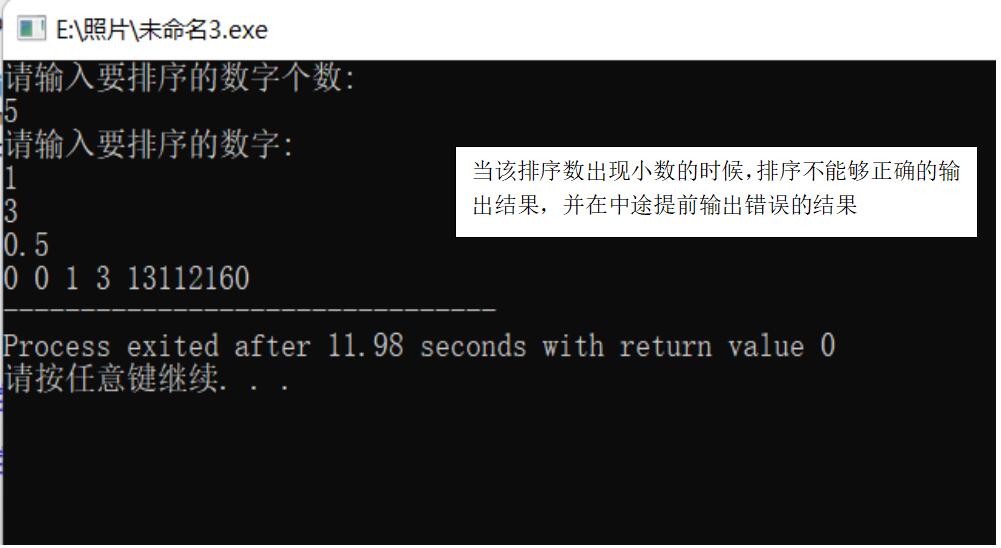 E:\照片\未命名3.exe
请输入要排序的数字个数:
5
请输入要排序的数字:
1
3
0.5
0 0 1 3 13112160
--------------------------------
Process exited after 11.98 seconds with return value 0
请按任意键继续. . .
当该排序数出现小数的时候，排序不能够正确的输
出结果，并在中途提前输出错误的结果